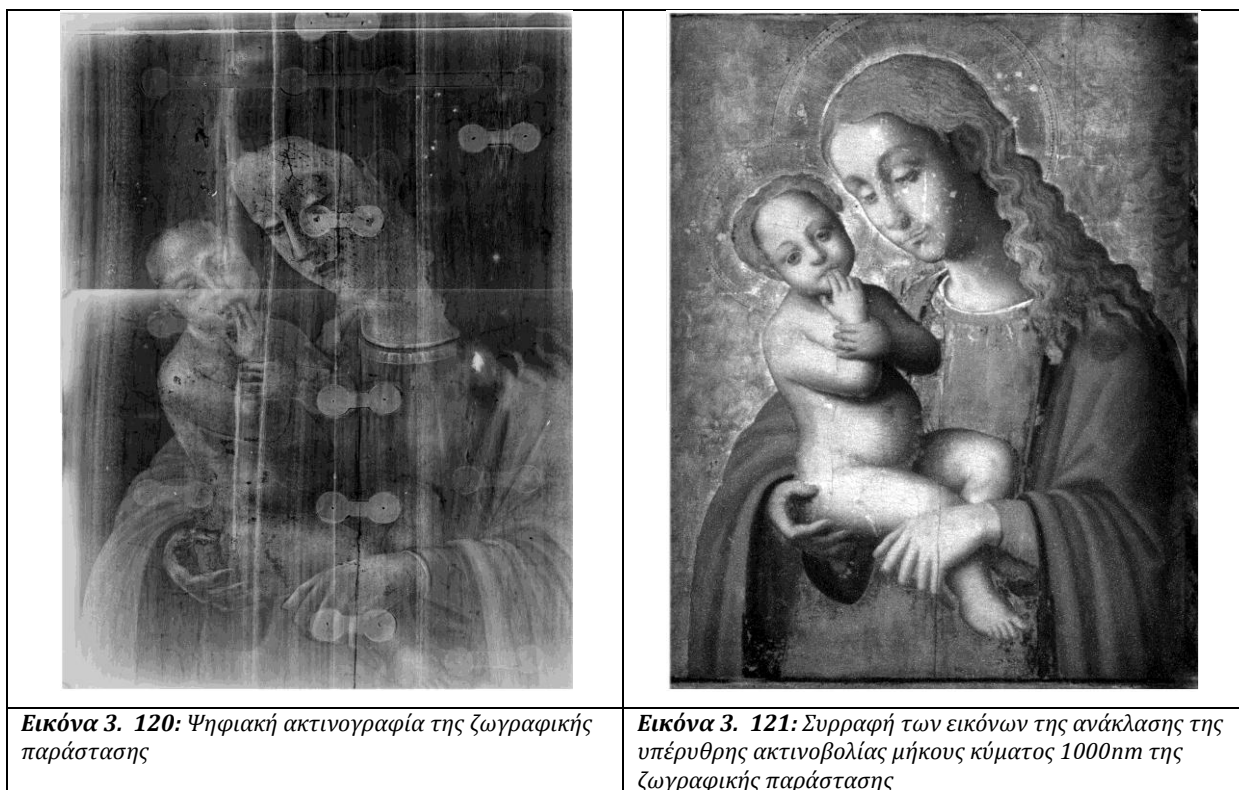 Εικόνα 3. 120: Ψηφιακή ακτινογραφία της ζωγραφικής
παράστασης
Εικόνα 3. 121: Συρραφή των εικόνων της ανάκλασης της
υπέρυθρης ακτινοβολίας μήκους κύματος 1000nm της
ζωγραφικής παράστασης